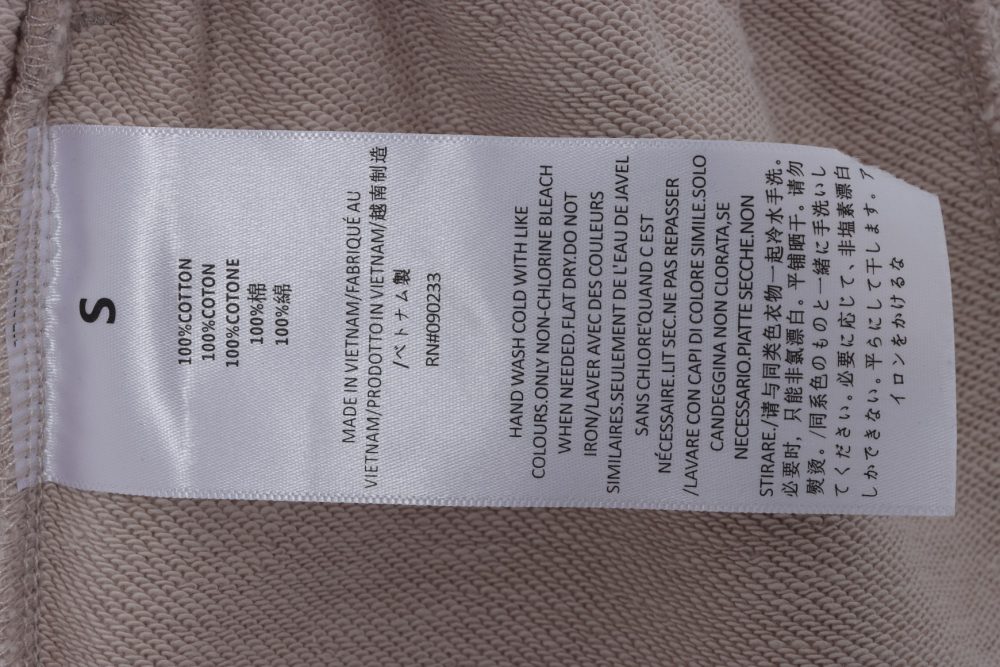 S
100%COTTON
100%COTON
100%COTONE
100%棉
100%綿
MADE IN VIETNAM/FABRIQUÉ AU
VIETNAM/PRODOTTO IN VIETNAM/越南制造
/ベトナム製
RN#090233
HAND WASH COLD WITH LIKE
COLOURS.ONLY NON-CHLORINE BLEACH
WHEN NEEDED.FLAT DRY.DO NOT
IRON/LAVER AVEC DES COULEURS
SIMILAIRES.SEULEMENT DE L'EAU DE JAVEL
SANS CHLORE'QUAND C EST
NÉCESSAIRE.LIT SEC.NE PAS REPASSER
/LAVARE CON CAPI DI COLORE SIMILE.SOLO
CANDEGGINA NON CLORATA,SE
NECESSARIO.PIATTE SECCHE.NON
STIRARE./请与同类色衣物一起冷水手洗。
必要时，只能非氯漂白。平铺晒干。请勿
熨烫。/同系色のものと一緒に手洗いし
てください。必要に応じて、非塩素漂白
しかできない。平らにして干します。ア
イロンをかけるな